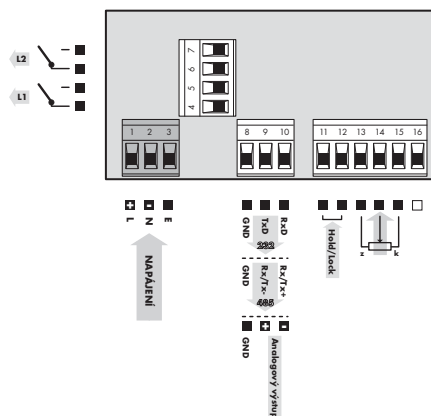 L2
L1
7
6
5
4
1 2 3
8 9 10
11 12 13 14 15 16
+ -
L N E
NAPÁJENÍ
GND TxD RxD
232
GND Rx/Tx- Rx/Tx+
485
+ -
GND
Analogový výstup
Hold/Lock
z k